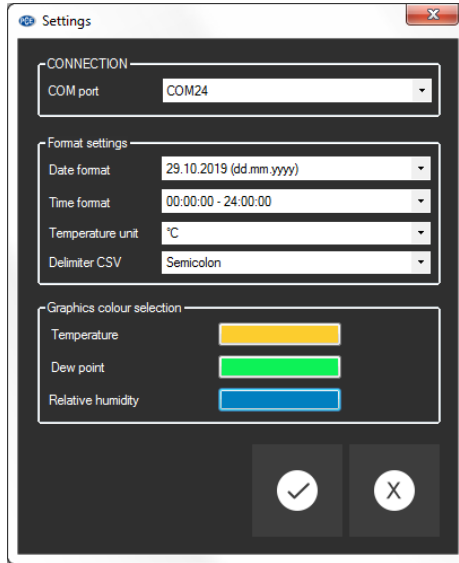 PCE Settings X
CONNECTION
COM port COM24
Format settings
Date format 29.10.2019 (dd.mm.yyyy)
Time format 00:00:00 - 24:00:00
Temperature unit °C
Delimiter CSV Semicolon
Graphics colour selection
Temperature
Dew point
Relative humidity
X